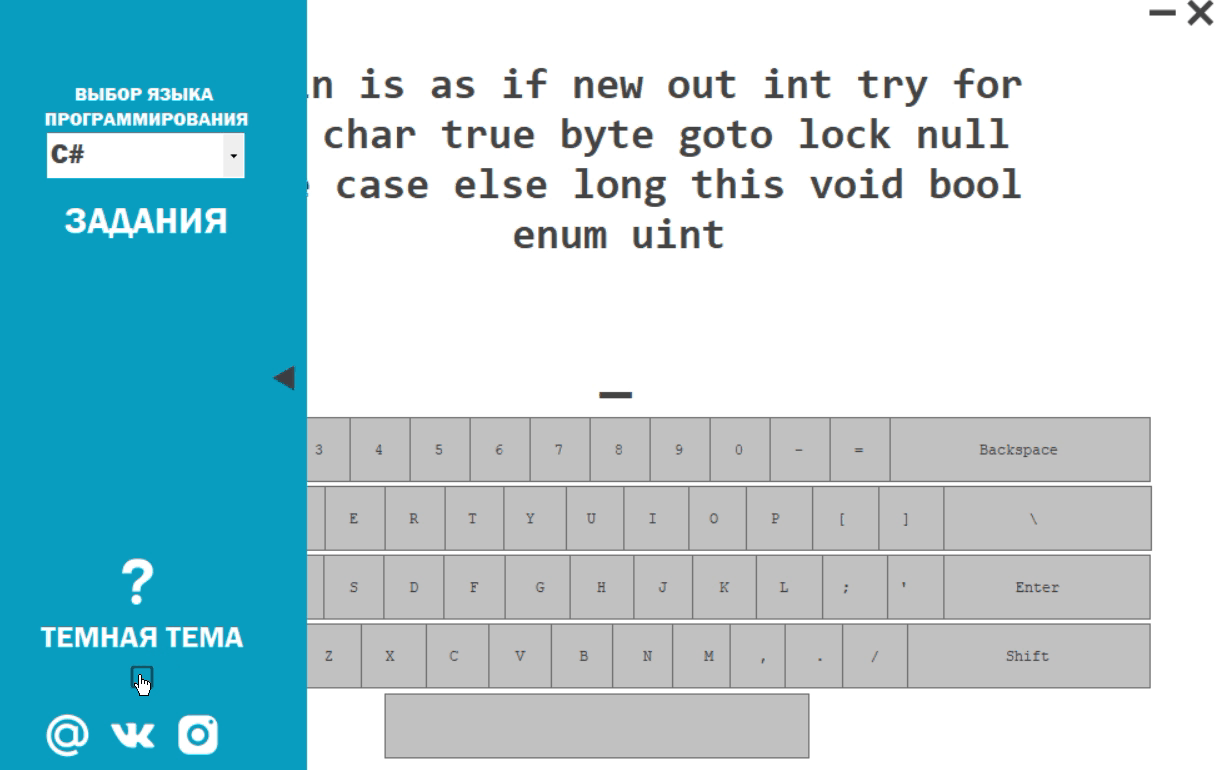 ВЫБОР ЯЗЫКА
ПРОГРАММИРОВАНИЯ
C#
ЗАДАНИЯ
?
ТЕМНАЯ ТЕМА
is as if new out int try for
char true byte goto lock null
case else long this void bool
enum uint
3 4 5 6 7 8 9 0 - = Backspace
E R T Y U I O P [ ] \
S D F G H J K L ; ' Enter
Z X C V B N M , . / Shift